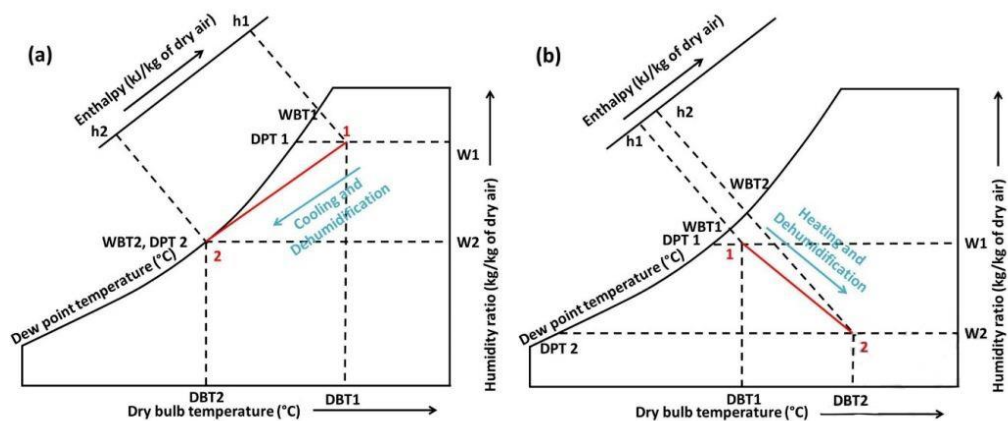 (a)
Enthalpy (kJ/kg of dry air)
h1
h2
WBT1
DPT 1
1
W1
Cooling and
Dehumidification
WBT2, DPT 2
2
W2
Dew point temperature (°C)
Humidity ratio (kg/kg of dry air)
DBT2
DBT1
Dry bulb temperature (°C)
(b)
Enthalpy (kJ/kg of dry air)
h2
h1
WBT2
WBT1
DPT 1
1
W1
Heating and
Dehumidification
Dew point temperature (°C)
DPT 2
2
W2
Humidity ratio (kg/kg of dry air)
DBT1
DBT2
Dry bulb temperature (°C)